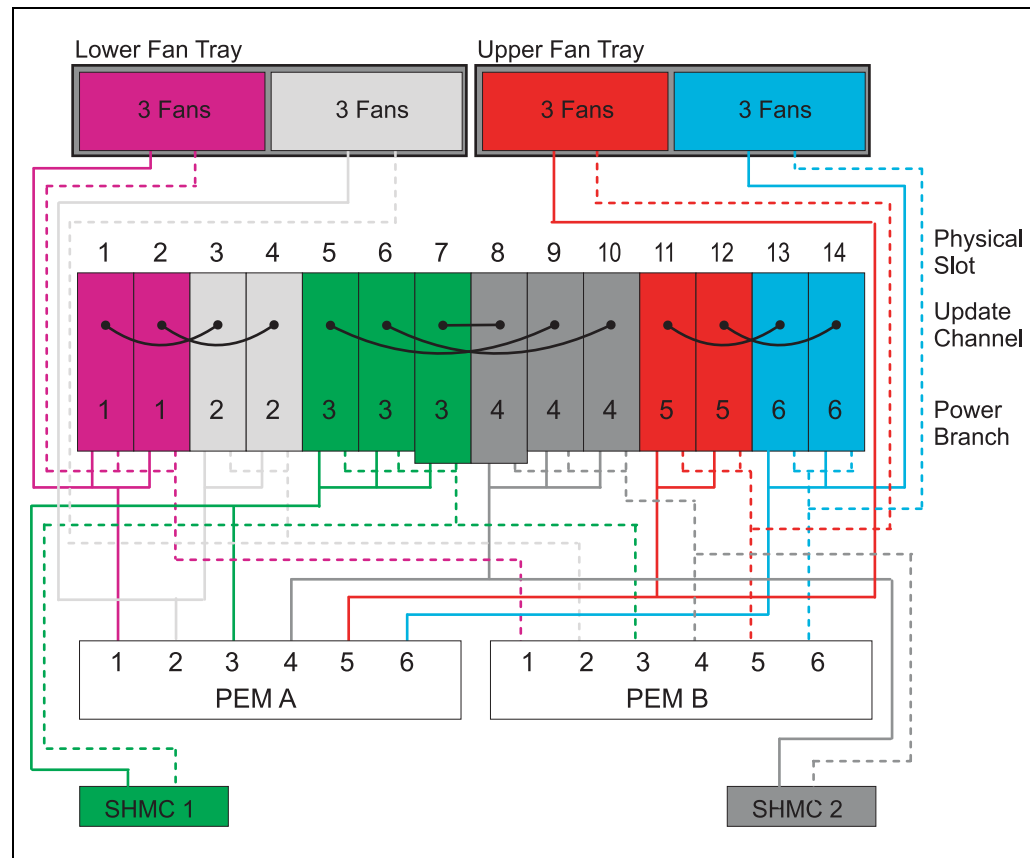 Lower Fan Tray
Upper Fan Tray
3 Fans
3 Fans
3 Fans
3 Fans
1 2 3 4 5 6 7 8 9 10 11 12 13 14
Physical
Slot
Update
Channel
1 1 2 2 3 3 3 4 4 4 5 5 6 6
Power
Branch
1 2 3 4 5 6
PEM A
1 2 3 4 5 6
PEM B
SHMC 1
SHMC 2